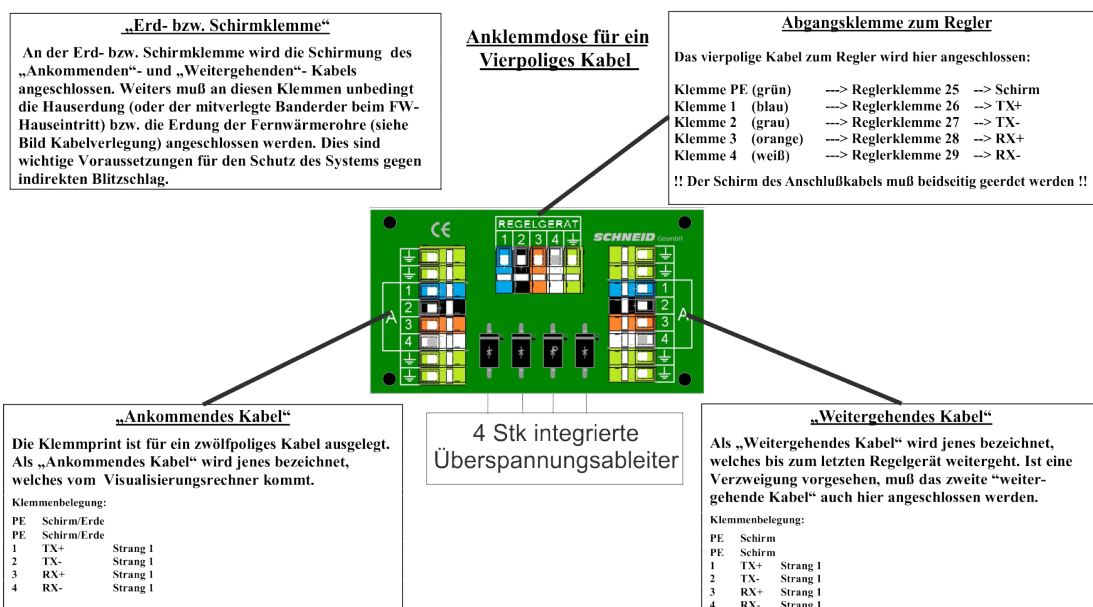 „Erd- bzw. Schirmklemme“
An der Erd- bzw. Schirmklemme wird die Schirmung des
„Ankommenden“- und „Weitergehenden“- Kabels
angeschlossen. Weiters muß an diesen Klemmen unbedingt
die Hauserdung (oder der mitverlegte Banderder beim FW-
Hauseintritt) bzw. die Erdung der Fernwärmerohre (siehe
Bild Kabelverlegung) angeschlossen werden. Dies sind
wichtige Voraussetzungen für den Schutz des Systems gegen
indirekten Blitzschlag.
Anklemmdose für ein
Vierpoliges Kabel
Abgangsklemme zum Regler
Das vierpolige Kabel zum Regler wird hier angeschlossen:
Klemme PE (grün) ---> Reglerklemme 25 --> Schirm
Klemme 1 (blau) ---> Reglerklemme 26 --> TX+
Klemme 2 (grau) ---> Reglerklemme 27 --> TX-
Klemme 3 (orange) ---> Reglerklemme 28 --> RX+
Klemme 4 (weiß) ---> Reglerklemme 29 --> RX-
!! Der Schirm des Anschlußkabels muß beidseitig geerdet werden !!
CE
REGELGERÄT
1 2 3 4
SCHNEID GesmbH
A
1
2
3
4
1
2
3
4
A
4 Stk integrierte
Überspannungsableiter
„Ankommendes Kabel“
Die Klemmprint ist für ein zwölfpoliges Kabel ausgelegt.
Als „Ankommendes Kabel“ wird jenes bezeichnet,
welches vom Visualisierungsrechner kommt.
Klemmenbelegung:
PE Schirm/Erde
PE Schirm/Erde
1 TX+ Strang 1
2 TX- Strang 1
3 RX+ Strang 1
4 RX- Strang 1
„Weitergehendes Kabel“
Als „Weitergehendes Kabel“ wird jenes bezeichnet,
welches bis zum letzten Regelgerät weitergeht. Ist eine
Verzweigung vorgesehen, muß das zweite “weiter-
gehende Kabel“ auch hier angeschlossen werden.
Klemmenbelegung:
PE Schirm
PE Schirm
1 TX+ Strang 1
2 TX- Strang 1
3 RX+ Strang 1
4 RX- Strang 1